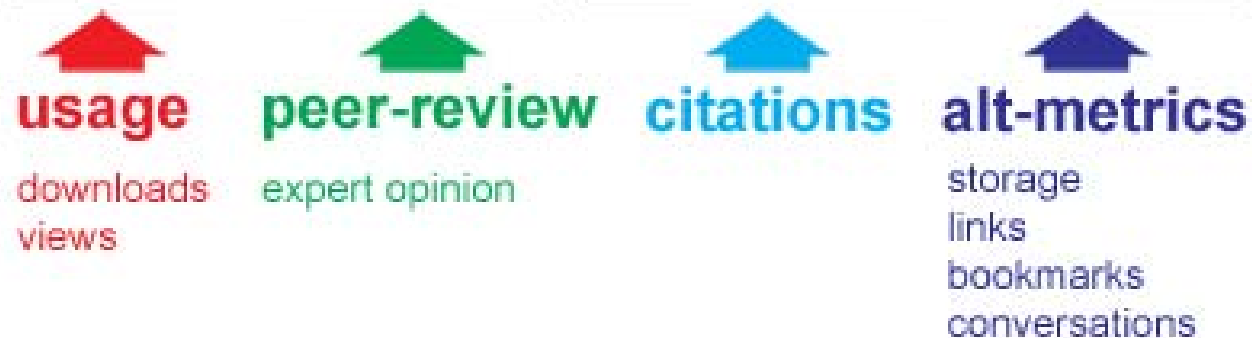 usage
downloads
views
peer-review
expert opinion
citations
alt-metrics
storage
links
bookmarks
conversations